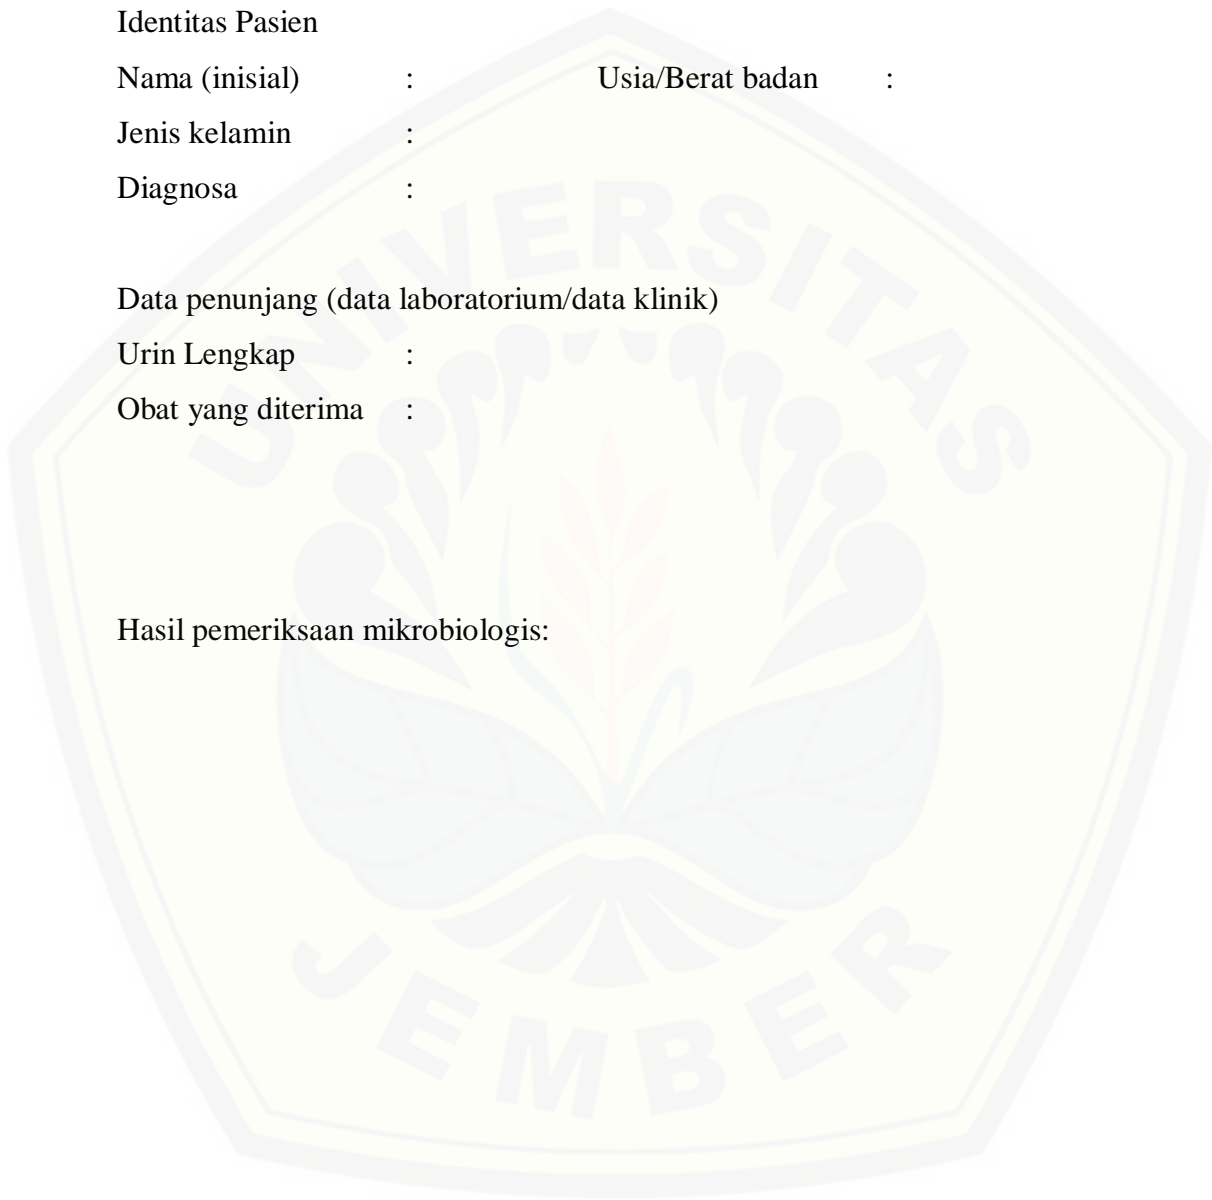 Identitas Pasien
Nama (inisial) : Usia/Berat badan :
Jenis kelamin :
Diagnosa :
Data penunjang (data laboratorium/data klinik)
Urin Lengkap :
Obat yang diterima :
Hasil pemeriksaan mikrobiologis:
UNIVERSITAS
JEMBER